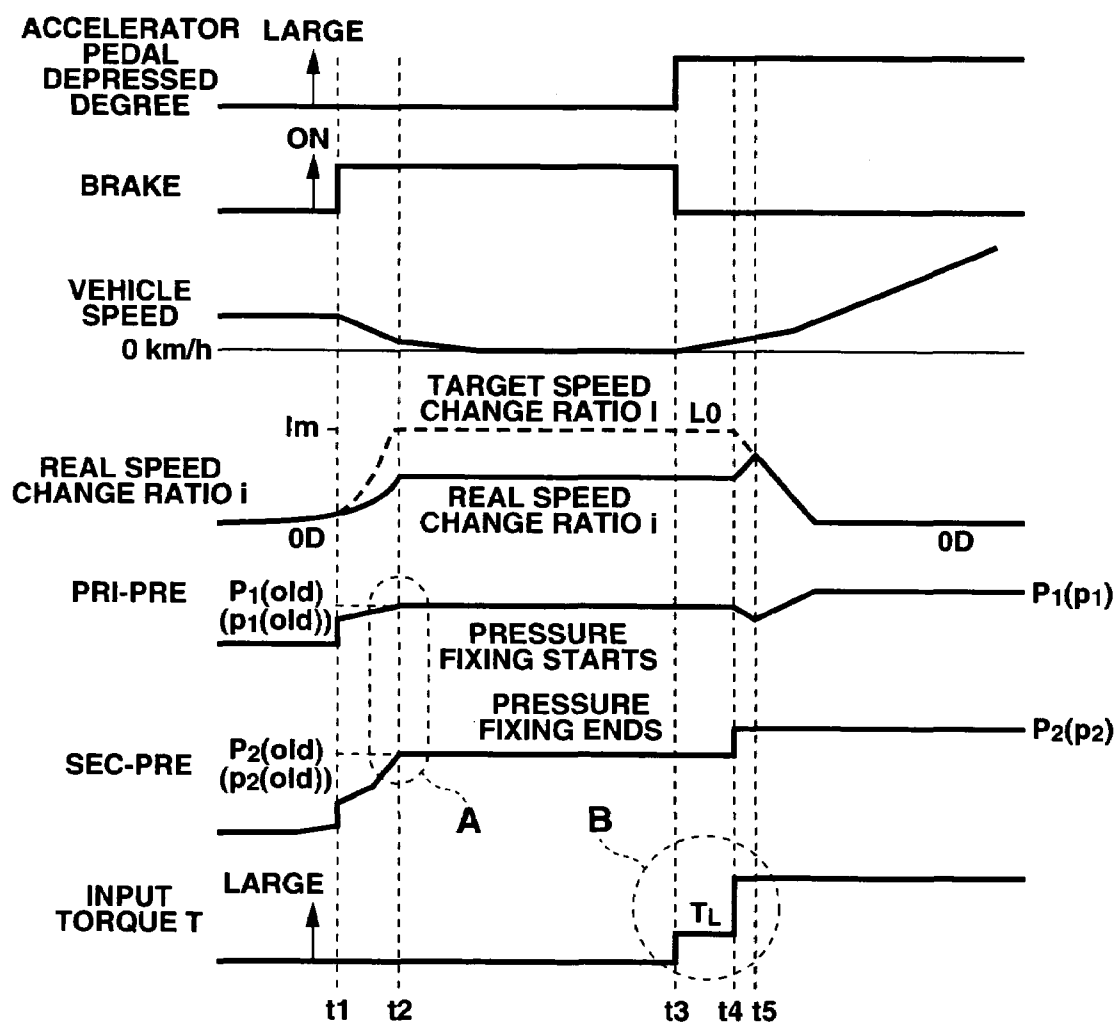 ACCELERATOR
PEDAL
DEPRESSED
DEGREE
LARGE
ON
BRAKE
VEHICLE
SPEED
0 km/h
TARGET SPEED
CHANGE RATIO I
L0
Im
REAL SPEED
CHANGE RATIO i
REAL SPEED
CHANGE RATIO i
0D
0D
PRI-PRE
P1(old)
(p1(old))
P1(p1)
PRESSURE
FIXING STARTS
PRESSURE
FIXING ENDS
SEC-PRE
P2(old)
(p2(old))
P2(p2)
A
B
INPUT
TORQUE T
LARGE
TL
t1 t2 t3 t4 t5